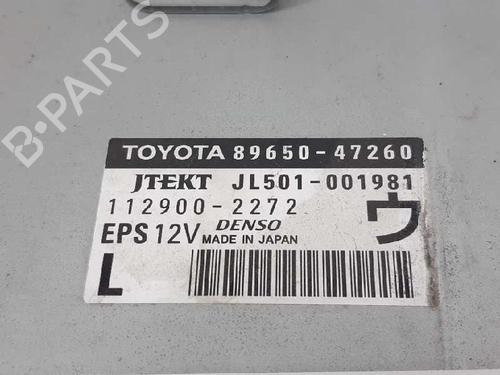 B-PARTS
TOYOTA 89650-47260
JTEKT JL501-001981
112900-2272 ウ
EPS 12V DENSO MADE IN JAPAN
L